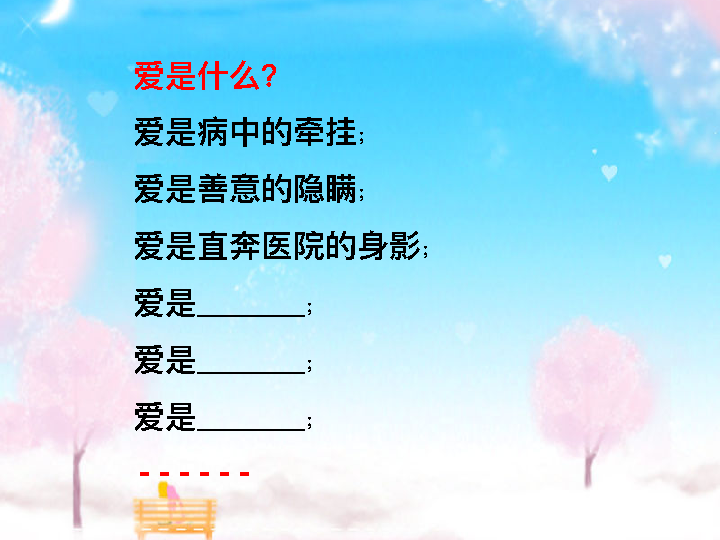 爱是什么?
爱是病中的牵挂;
爱是善意的隐瞒;
爱是直奔医院的身影;
爱是_______;
爱是_______;
爱是_______;
------